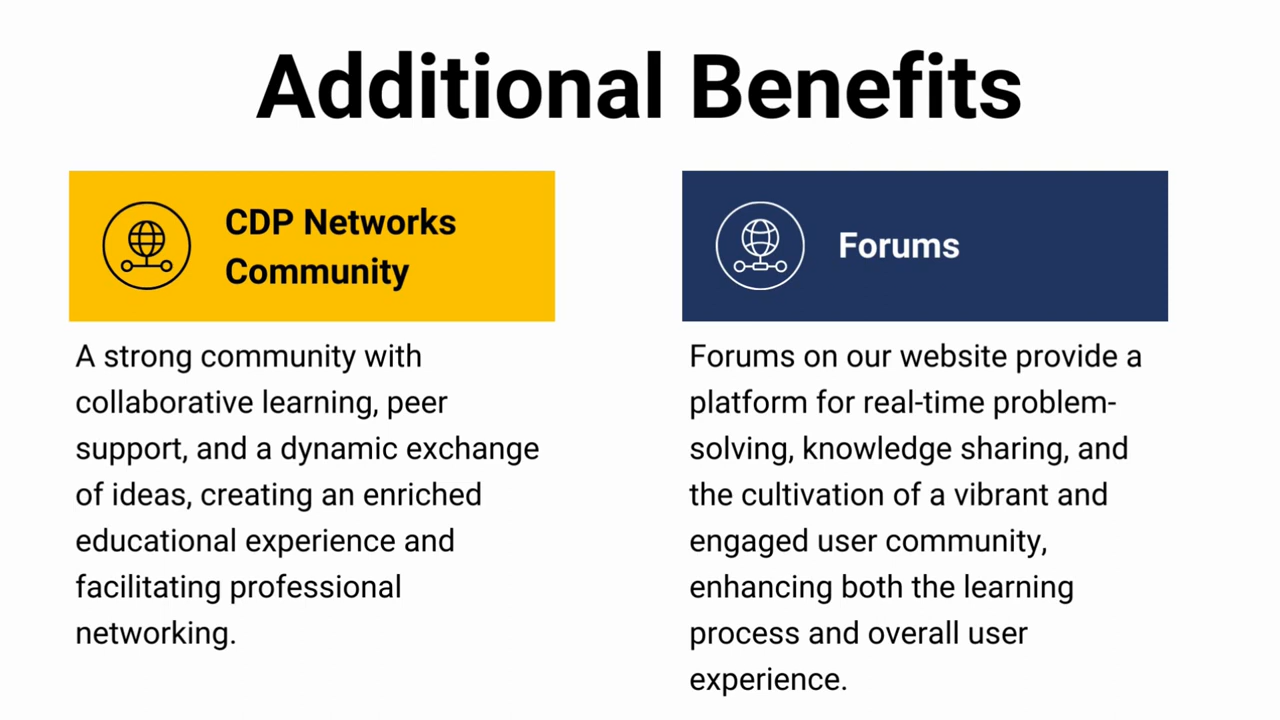 Additional Benefits
CDP Networks
Community
A strong community with
collaborative learning, peer
support, and a dynamic exchange
of ideas, creating an enriched
educational experience and
facilitating professional
networking.
Forums
Forums on our website provide a
platform for real-time problem-
solving, knowledge sharing, and
the cultivation of a vibrant and
engaged user community,
enhancing both the learning
process and overall user
experience.